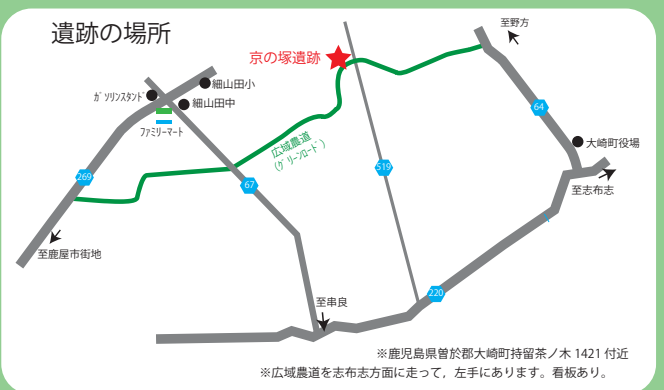 遺跡の場所
至野方
京の塚遺跡
細山田小
ガソリンスタンド
細山田中
ファミリーマート
64
広域農道
(グリーンロード)
大崎町役場
519
269
67
至志布志
至鹿屋市街地
220
至串良
※鹿児島県曽於郡大崎町持留茶ノ木 1421 付近
※広域農道を志布志方面に走って，左手にあります。看板あり。